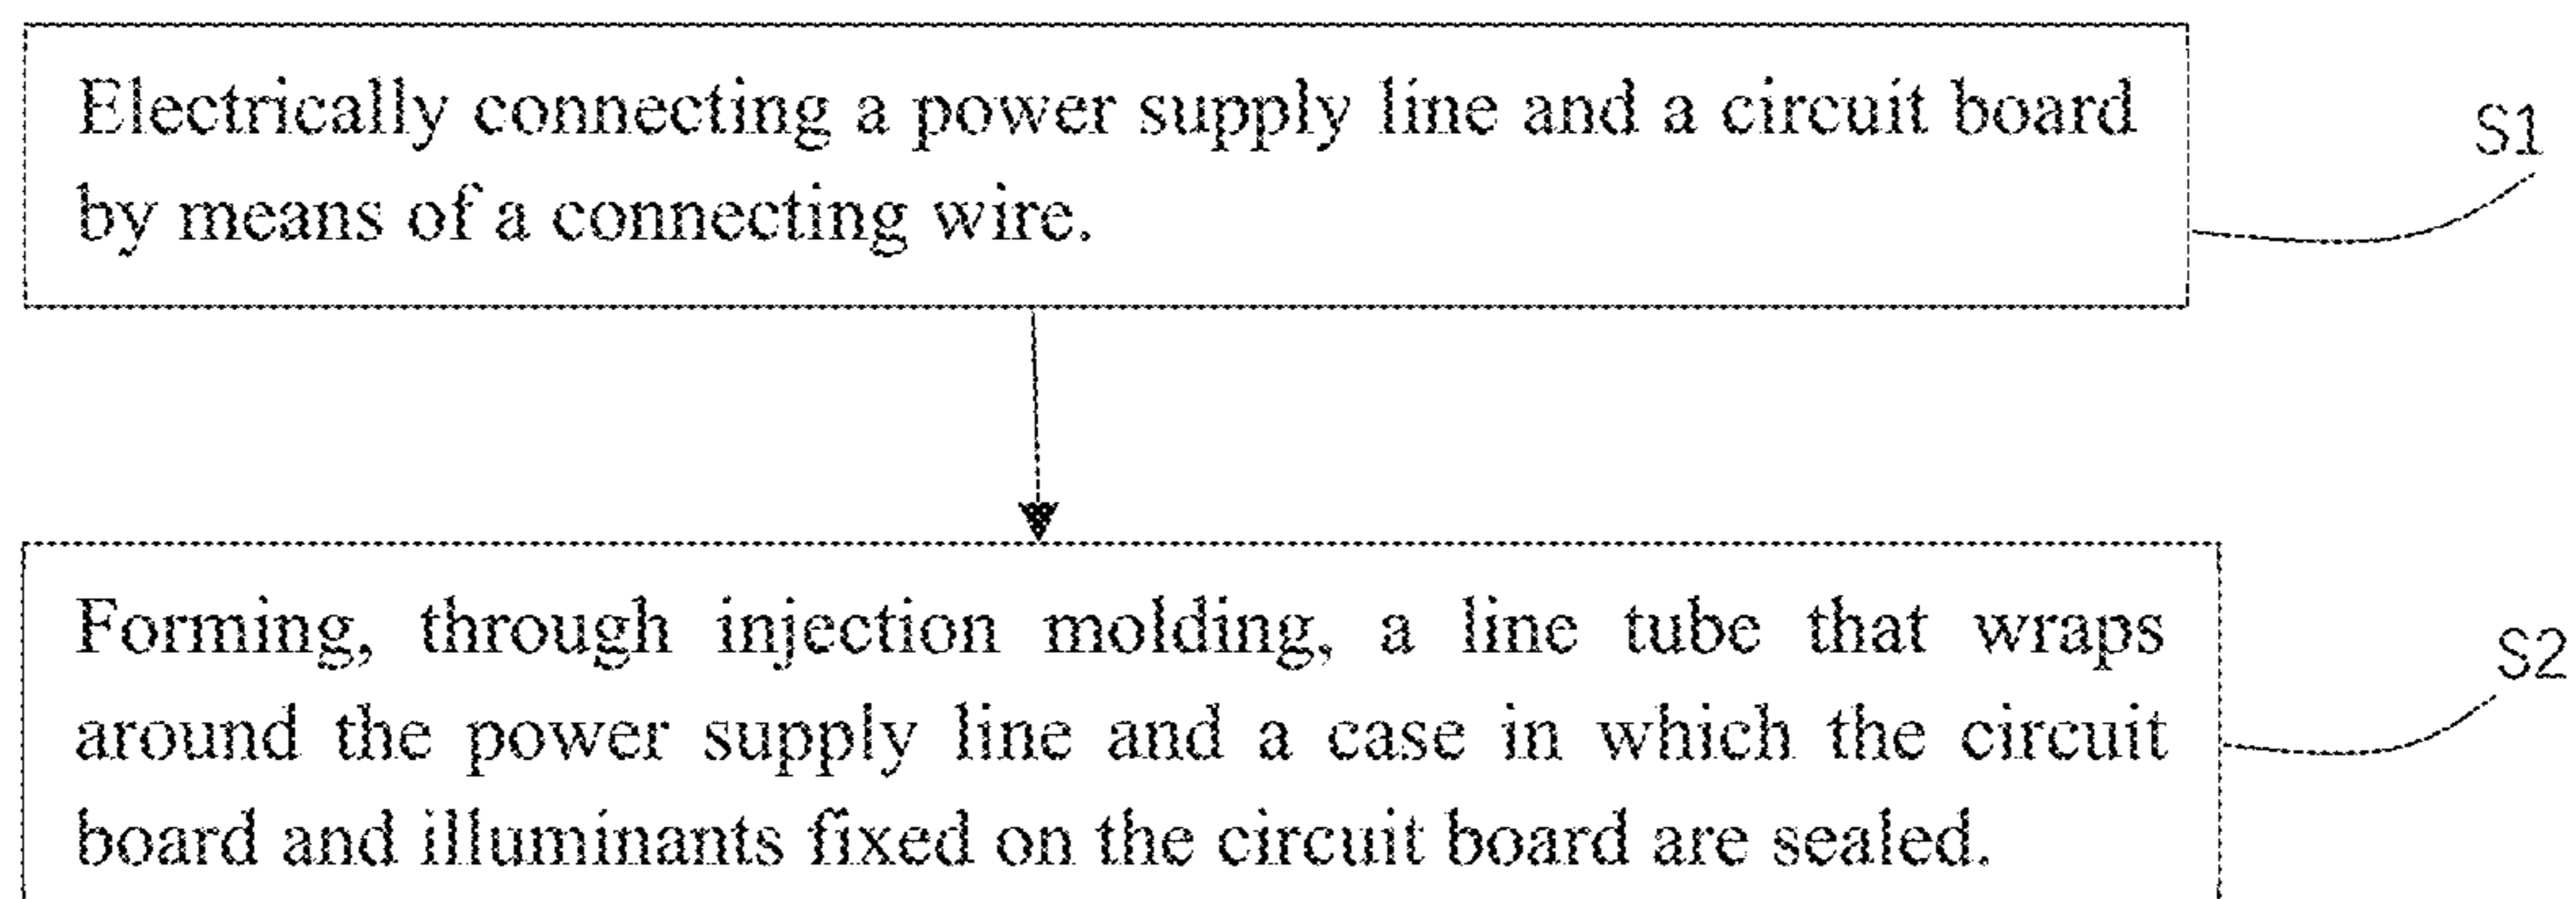 Electrically connecting a power supply line and a circuit board
by means of a connecting wire.
S1
Forming, through injection molding, a line tube that wraps
around the power supply line and a case in which the circuit
board and illuminants fixed on the circuit board are sealed.
S2